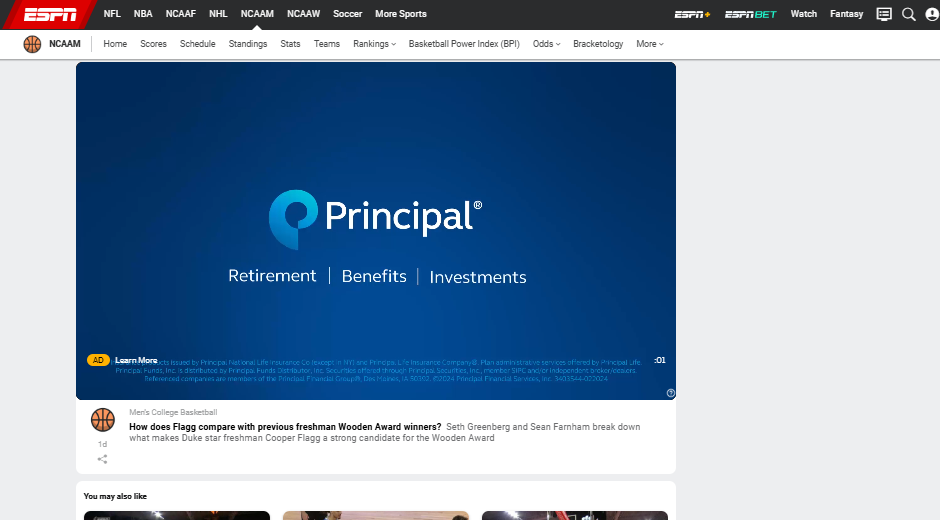 ESPN NFL NBA NCAAF NHL NCAAM NCAAW Soccer More Sports ESPN+ ESPN BET Watch Fantasy
NCAAM Home Scores Schedule Standings Stats Teams Rankings Basketball Power Index (BPI) Odds Bracketology More
Principal®
Retirement | Benefits | Investments
AD Learn More :01
products issued by Principal National Life Insurance Co (except in NY) and Principal Life Insurance Company®. Plan administrative services offered by Principal Life.
Principal Funds, Inc. is distributed by Principal Funds Distributor, Inc. Securities offered through Principal Securities, Inc., member SIPC and/or independent broker/dealers.
Referenced companies are members of the Principal Financial Group®, Des Moines, IA 50392. ©2024 Principal Financial Services, Inc.
Men's College Basketball
How does Flagg compare with previous freshman Wooden Award winners? Seth Greenberg and Sean Farnham break down
what makes Duke star freshman Cooper Flagg a strong candidate for the Wooden Award
1d
You may also like